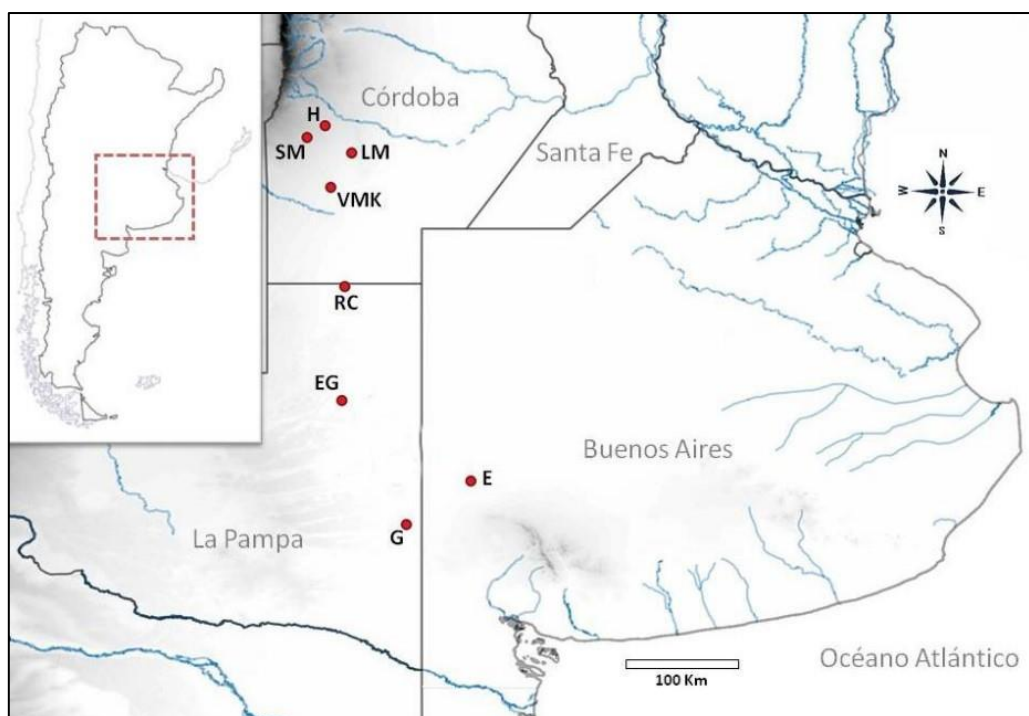 Córdoba
H
SM
LM
Santa Fe
VMK
N
W
E
S
RC
EG
Buenos Aires
E
La Pampa
G
Océano Atlántico
100 Km